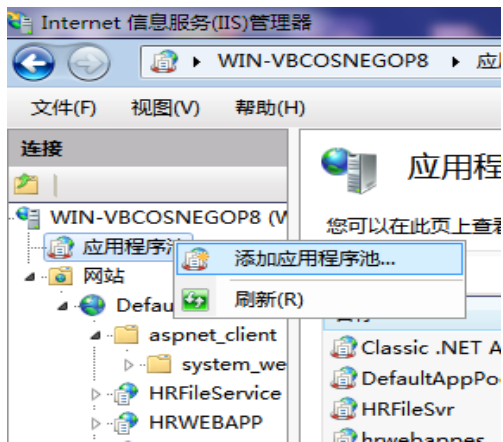 Internet 信息服务(IIS)管理器
WIN-VBCOSNEGOP8
文件(F) 视图(V) 帮助(H)
连接
应用程
WIN-VBCOSNEGOP8
您可以在此页上查看
应用程序池
添加应用程序池...
网站
刷新(R)
Defau
aspnet_client
Classic .NET A
system_we
DefaultAppPo
HRFileService
HRFileSvr
HRWEBAPP
hrwebappes